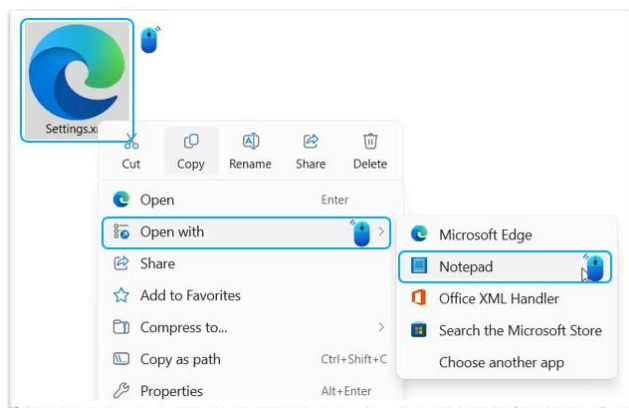 Settings.x
Cut Copy Rename Share Delete
Open Enter
Open with
Microsoft Edge
Share
Notepad
Add to Favorites
Office XML Handler
Compress to...
Search the Microsoft Store
Copy as path Ctrl+Shift+C
Choose another app
Properties Alt+Enter